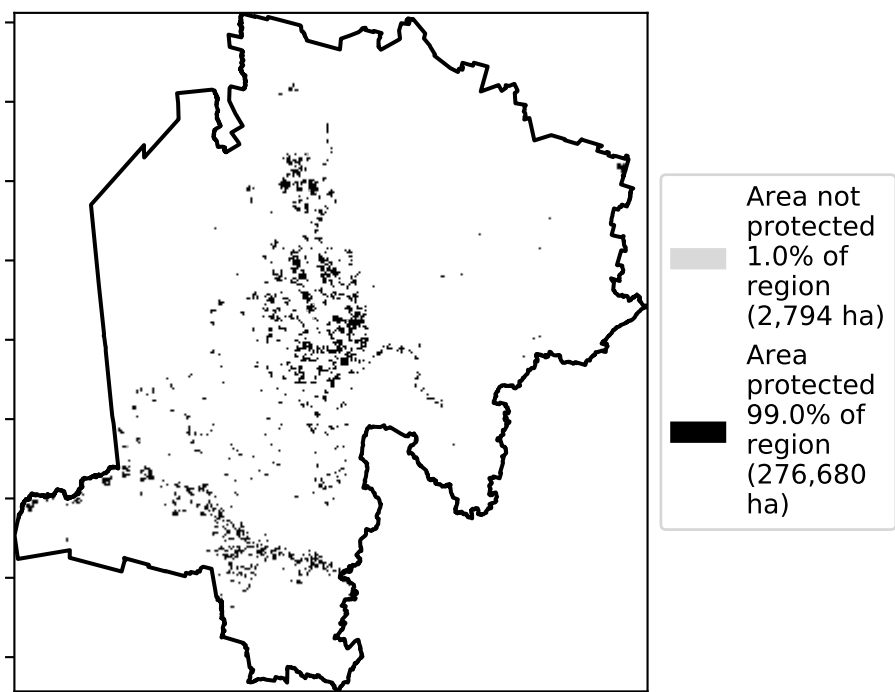 Area not
protected
1.0% of
region
(2,794 ha)
Area
protected
99.0% of
region
(276,680
ha)